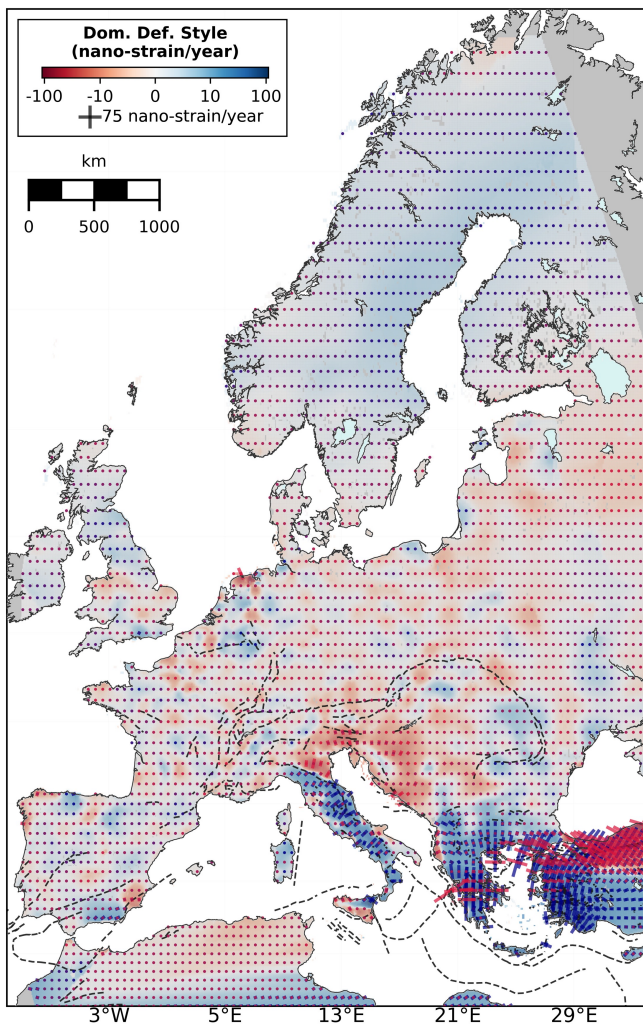 Dom. Def. Style
(nano-strain/year)
-100 -10 0 10 100
75 nano-strain/year
km
0 500 1000
3°W 5°E 13°E 21°E 29°E